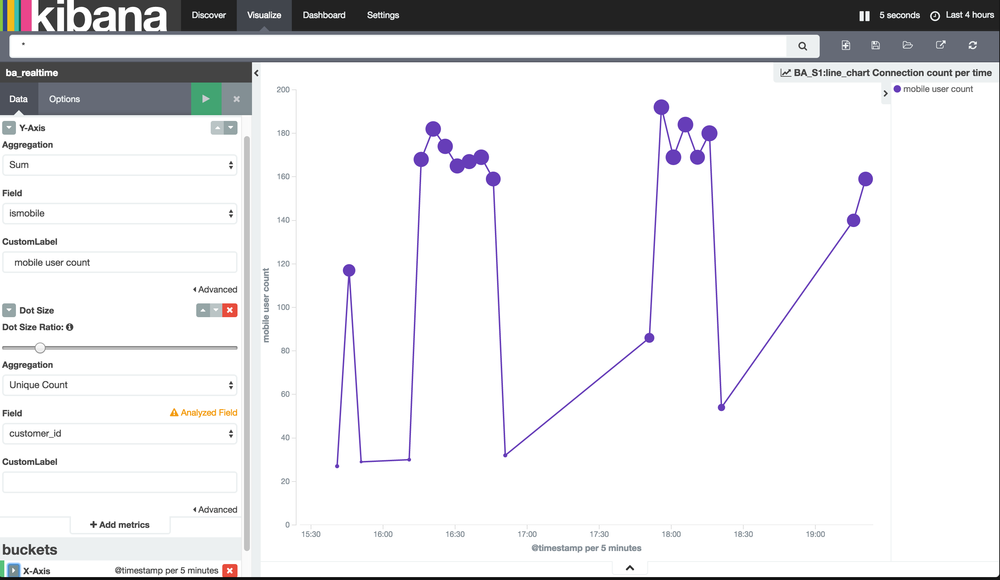 kibana
Discover
Visualize
Dashboard
Settings
5 seconds
Last 4 hours
*
ba_realtime
BA_S1:line_chart Connection count per time
Data
Options
Y-Axis
Aggregation
Sum
Field
ismobile
CustomLabel
mobile user count
Advanced
Dot Size
Dot Size Ratio:
Aggregation
Unique Count
Field
Analyzed Field
customer_id
CustomLabel
Advanced
Add metrics
buckets
X-Axis
@timestamp per 5 minutes
mobile user count
200
180
160
140
120
100
80
60
40
20
0
mobile user count
15:30
16:00
16:30
17:00
17:30
18:00
18:30
19:00
@timestamp per 5 minutes